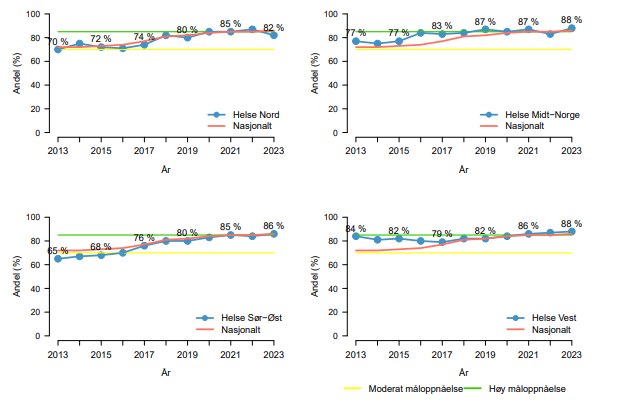 100
80
60
40
20
0
Andel (%)
70 %
72 %
74 %
80 %
85 %
82 %
Helse Nord
Nasjonalt
2013 2015 2017 2019 2021 2023
År
100
80
60
40
20
0
Andel (%)
77 %
77 %
83 %
87 %
87 %
88 %
Helse Midt−Norge
Nasjonalt
2013 2015 2017 2019 2021 2023
År
100
80
60
40
20
0
Andel (%)
65 %
68 %
76 %
80 %
85 %
86 %
Helse Sør−Øst
Nasjonalt
2013 2015 2017 2019 2021 2023
År
100
80
60
40
20
0
Andel (%)
84 %
82 %
79 %
82 %
86 %
88 %
Helse Vest
Nasjonalt
2013 2015 2017 2019 2021 2023
År
Moderat måloppnåelse Høy måloppnåelse